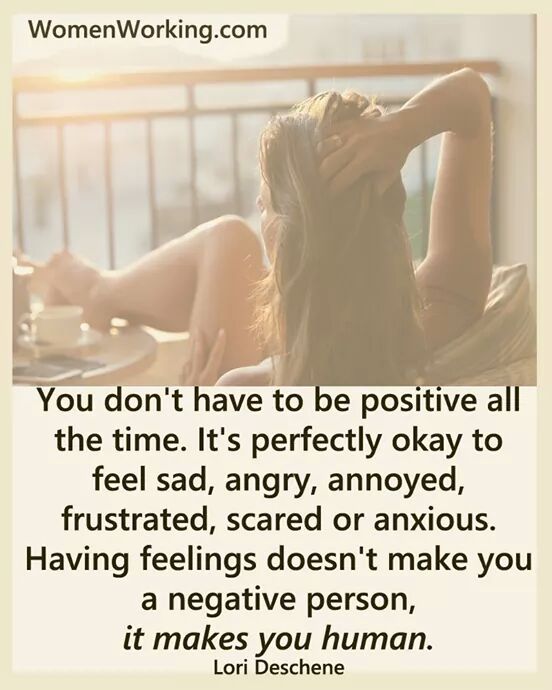 WomenWorking.com
You don't have to be positive all
the time. It's perfectly okay to
feel sad, angry, annoyed,
frustrated, scared or anxious.
Having feelings doesn't make you
a negative person,
it makes you human.
Lori Deschene